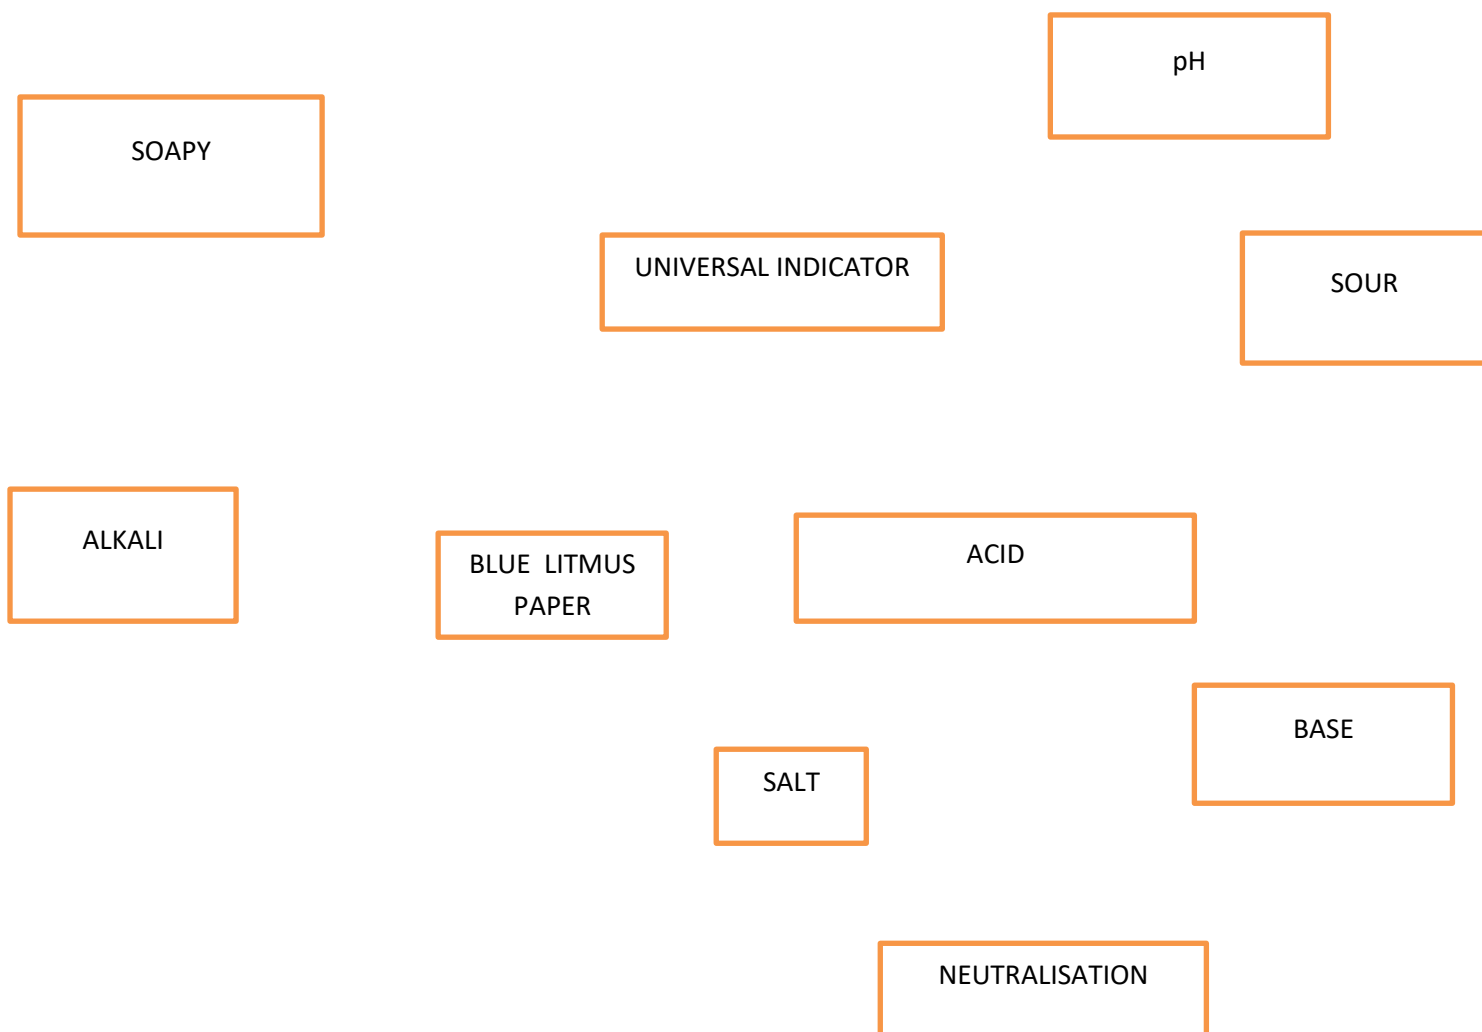 pH
SOAPY
UNIVERSAL INDICATOR
SOUR
ALKALI
BLUE LITMUS
PAPER
ACID
BASE
SALT
NEUTRALISATION